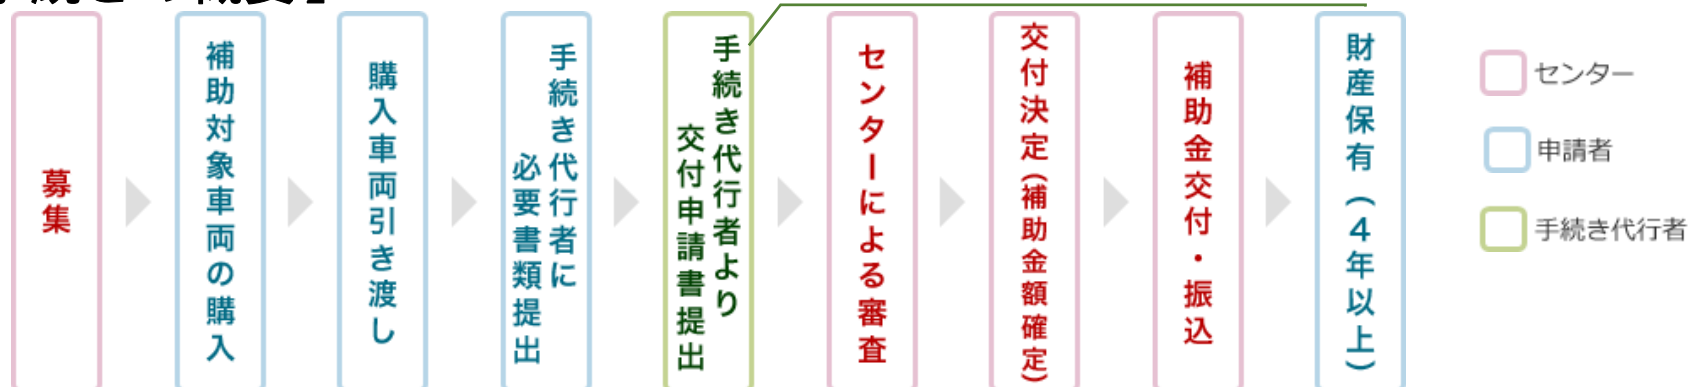 募集
補助対象車両の購入
購入車両引き渡し
手続き代行者に
必要書類提出
手続き代行者より
交付申請書提出
センターによる審査
交付決定(補助金額確定)
補助金交付・振込
財産保有(4年以上)
センター
申請者
手続き代行者